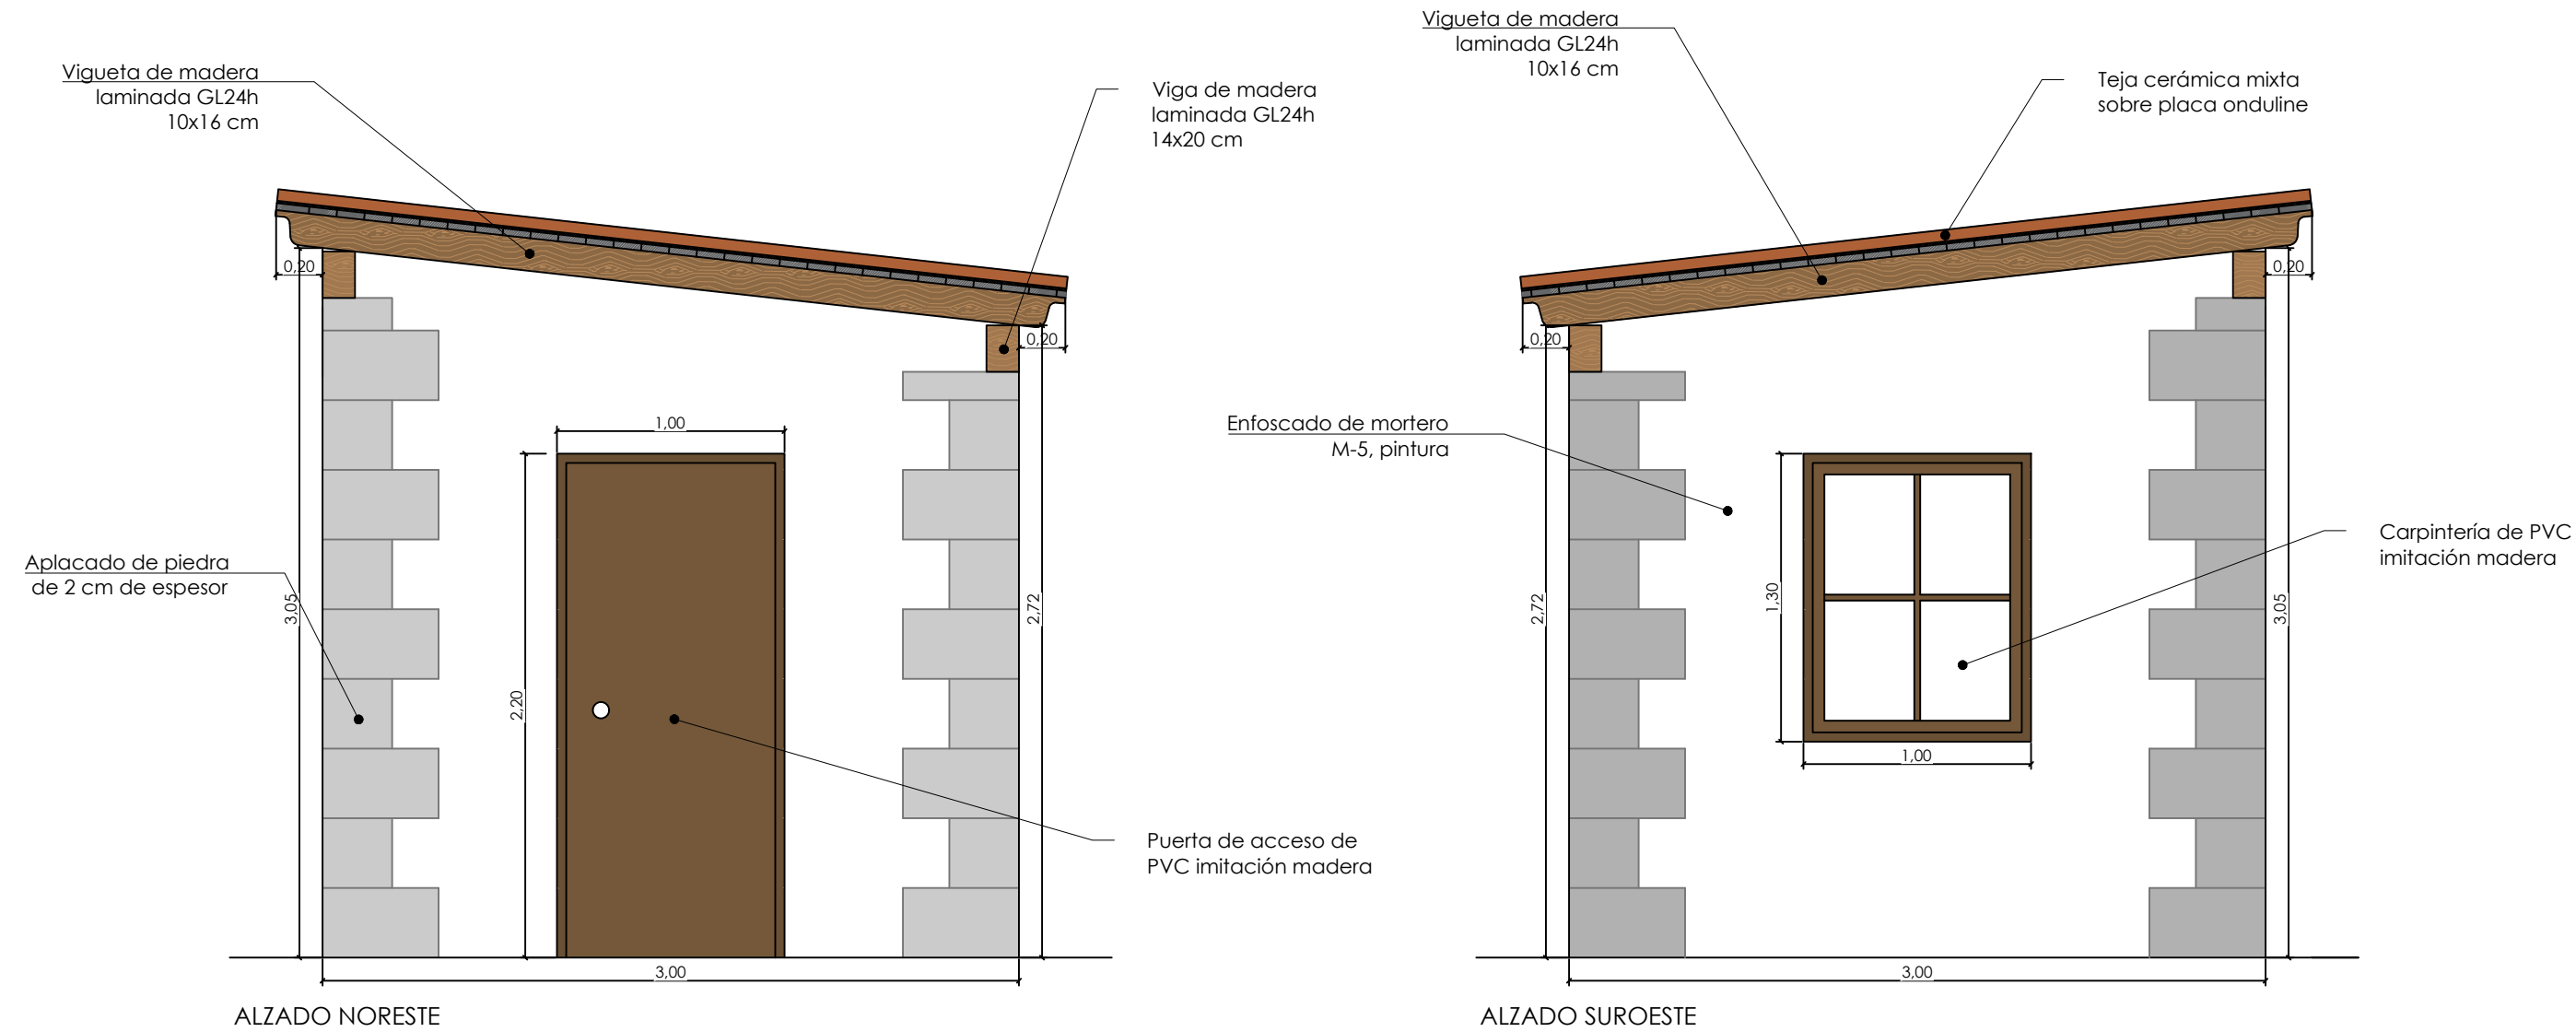 Vigueta de madera
laminada GL24h
10x16 cm
Viga de madera
laminada GL24h
14x20 cm
0,20
0,20
1,00
2,20
3,05
2,72
Aplacado de piedra
de 2 cm de espesor
Puerta de acceso de
PVC imitación madera
3,00
ALZADO NORESTE
Vigueta de madera
laminada GL24h
10x16 cm
Teja cerámica mixta
sobre placa onduline
0,20
0,20
Enfoscado de mortero
M-5, pintura
1,30
Carpintería de PVC
imitación madera
2,72
3,05
1,00
3,00
ALZADO SUROESTE